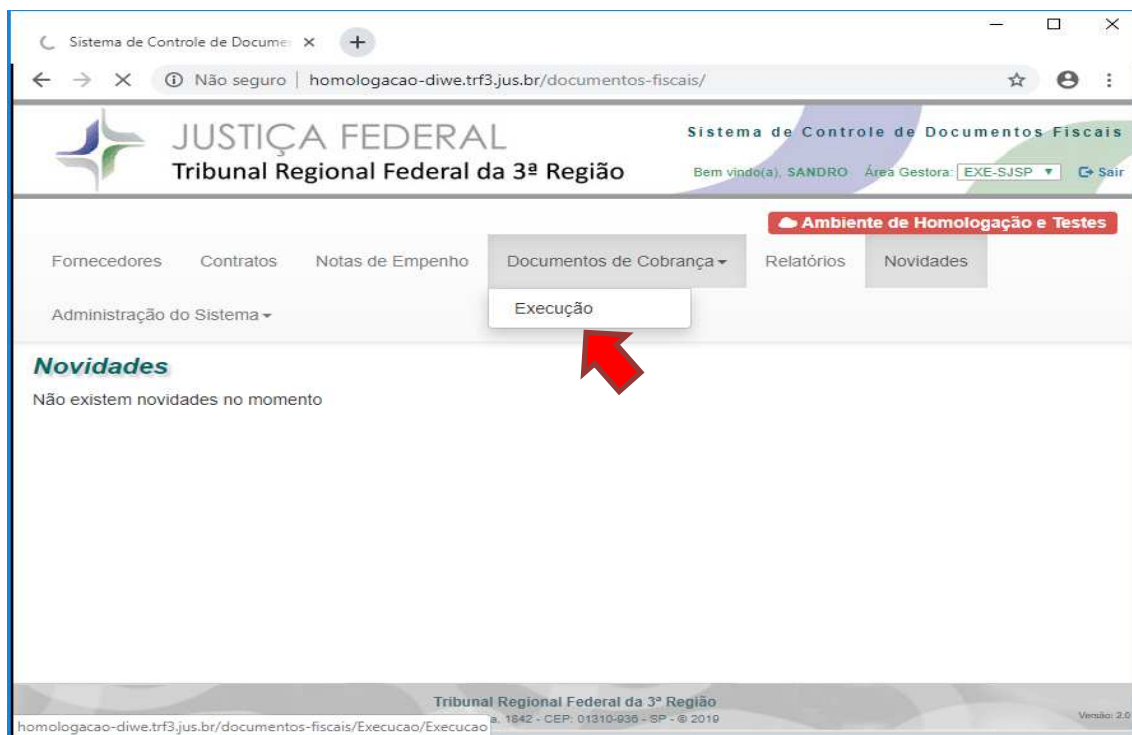 Sistema de Controle de Docume
Não seguro | homologacao-diwe.trf3.jus.br/documentos-fiscais/
JUSTIÇA FEDERAL
Tribunal Regional Federal da 3ª Região
Sistema de Controle de Documentos Fiscais
Bem vindo(a), SANDRO Área Gestora: EXE-SJSP Sair
Ambiente de Homologação e Testes
Fornecedores Contratos Notas de Empenho Documentos de Cobrança Relatórios Novidades
Execução
Administração do Sistema
Novidades
Não existem novidades no momento
Tribunal Regional Federal da 3ª Região
a, 1842 - CEP: 01310-936 - SP - © 2019
Versão: 2.0
homologacao-diwe.trf3.jus.br/documentos-fiscais/Execucao/Execucao